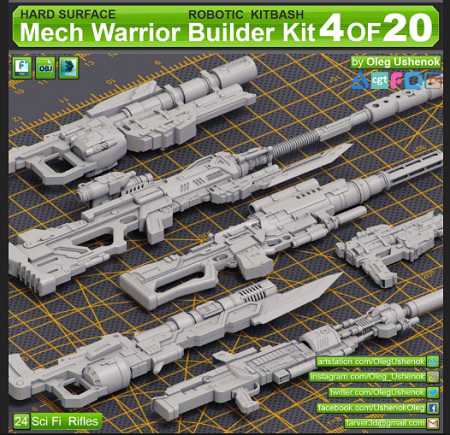 HARD SURFACE ROBOTIC KITBASH
Mech Warrior Builder Kit 4 OF 20
by Oleg Ushenok
OBJ
cgt
artstation.com/OlegUshenok
instagram.com/Oleg_Ushenok
twitter.com/OlegUshenok
facebook.com/UshenokOleg
farver3d@gmail.com
24 Sci Fi Rifles